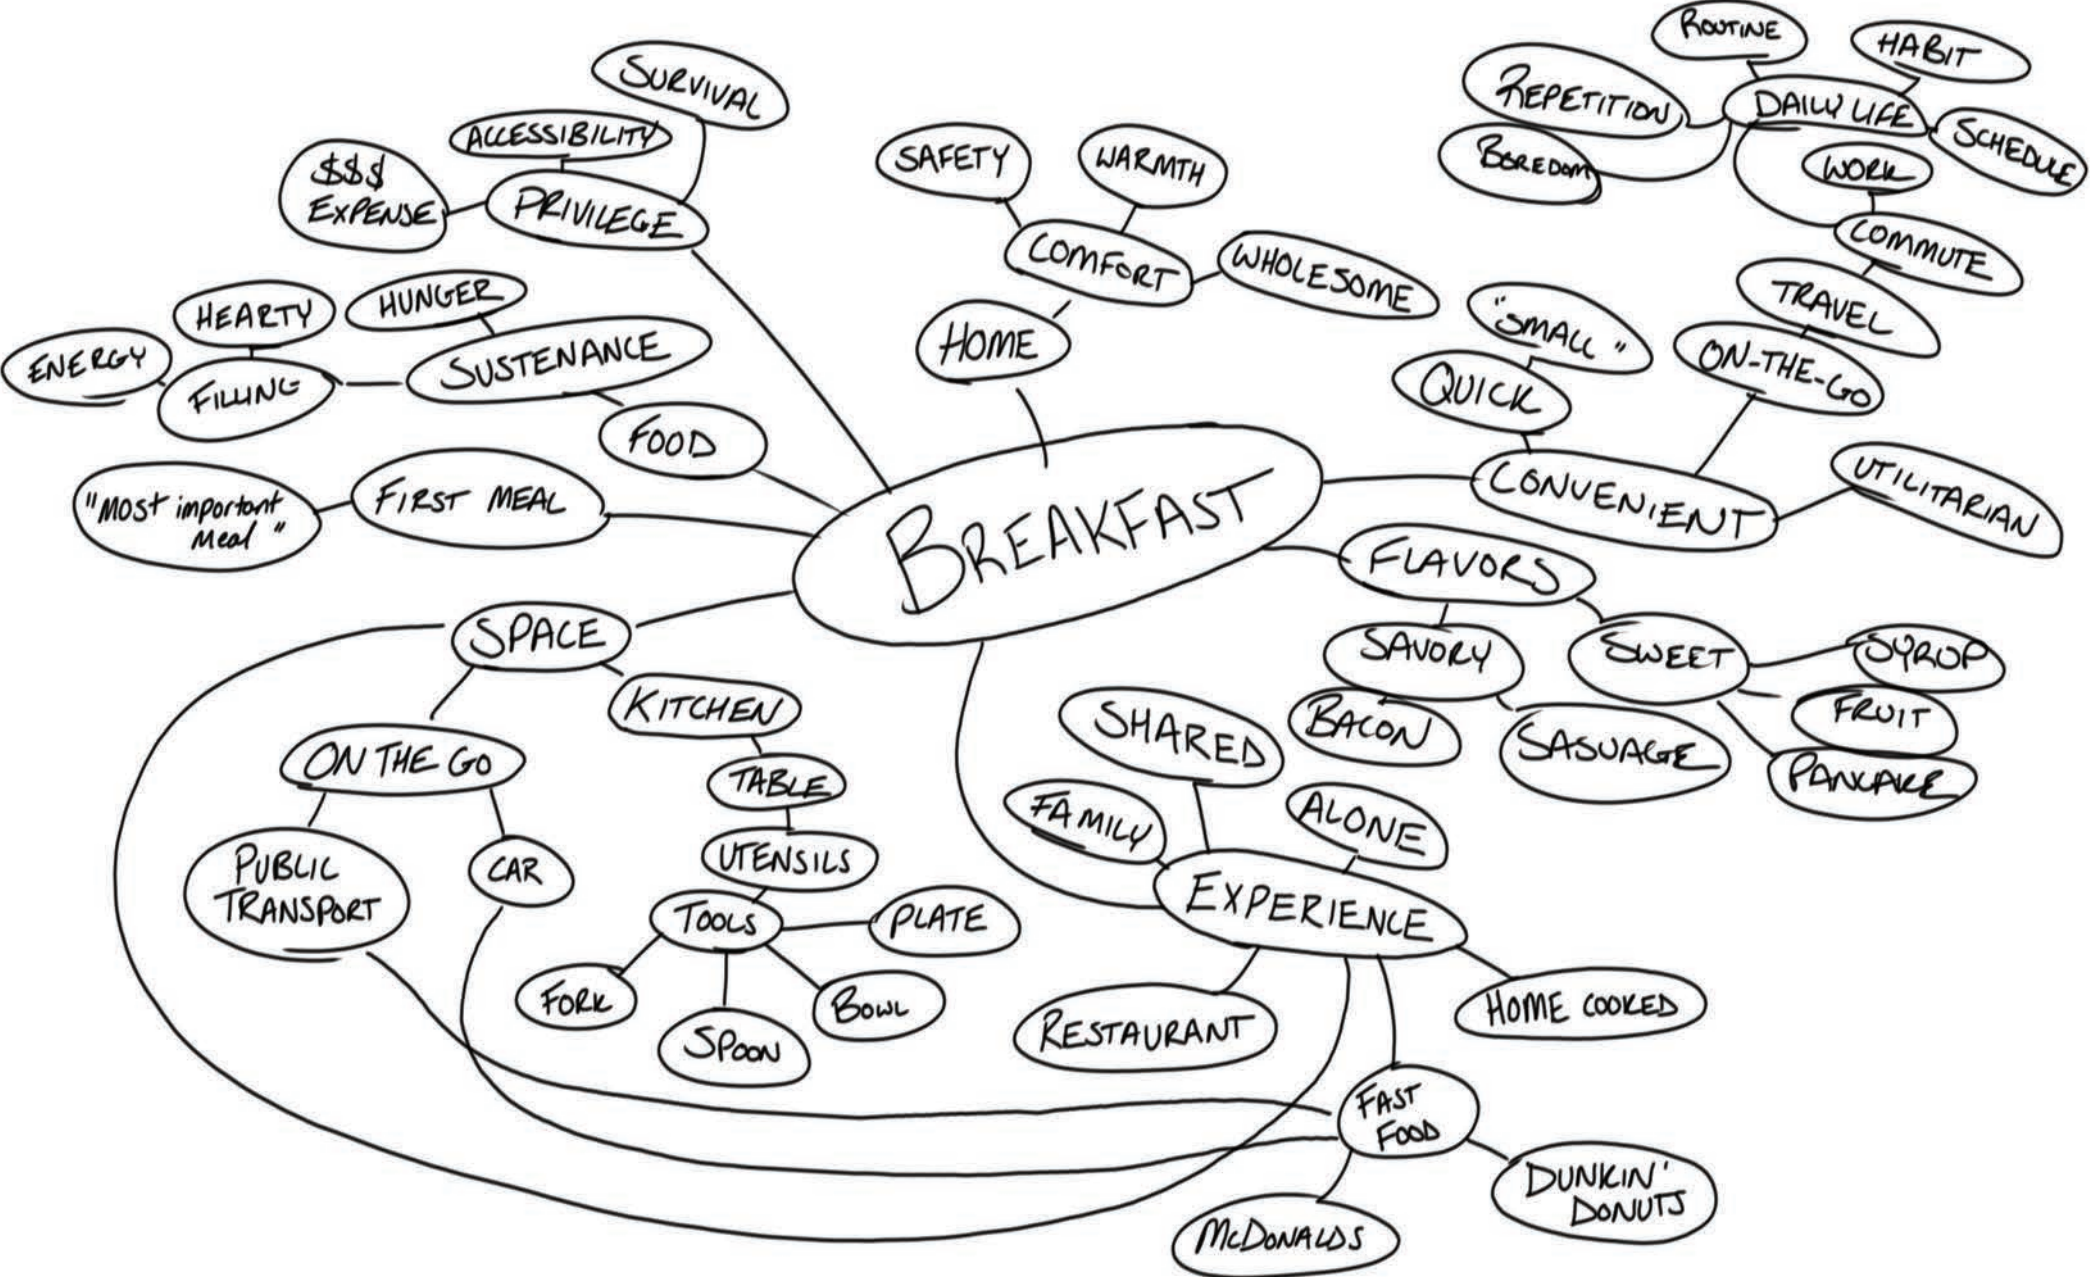 SURVIVAL
ACCESSIBILITY
$$$
EXPENSE
PRIVILEGE
HEARTY
HUNGER
ENERGY
FILLING
SUSTENANCE
FOOD
"MOST important
Meal"
FIRST MEAL
SAFETY
WARMTH
COMFORT
WHOLESOME
HOME
ROUTINE
HABIT
REPETITION
DAILY LIFE
SCHEDULE
BOREDOM
WORK
COMMUTE
TRAVEL
"SMALL"
ON-THE-GO
QUICK
CONVENIENT
UTILITARIAN
BREAKFAST
FLAVORS
SAVORY
SWEET
SYROP
FRUIT
PANCAKE
BACON
SASUAGE
SPACE
KITCHEN
ON THE GO
TABLE
PUBLIC
TRANSPORT
CAR
UTENSILS
TOOLS
PLATE
FORK
SPOON
BOWL
SHARED
FAMILY
ALONE
EXPERIENCE
RESTAURANT
HOME COOKED
FAST
FOOD
DUNKIN'
DONUTS
McDONALDS